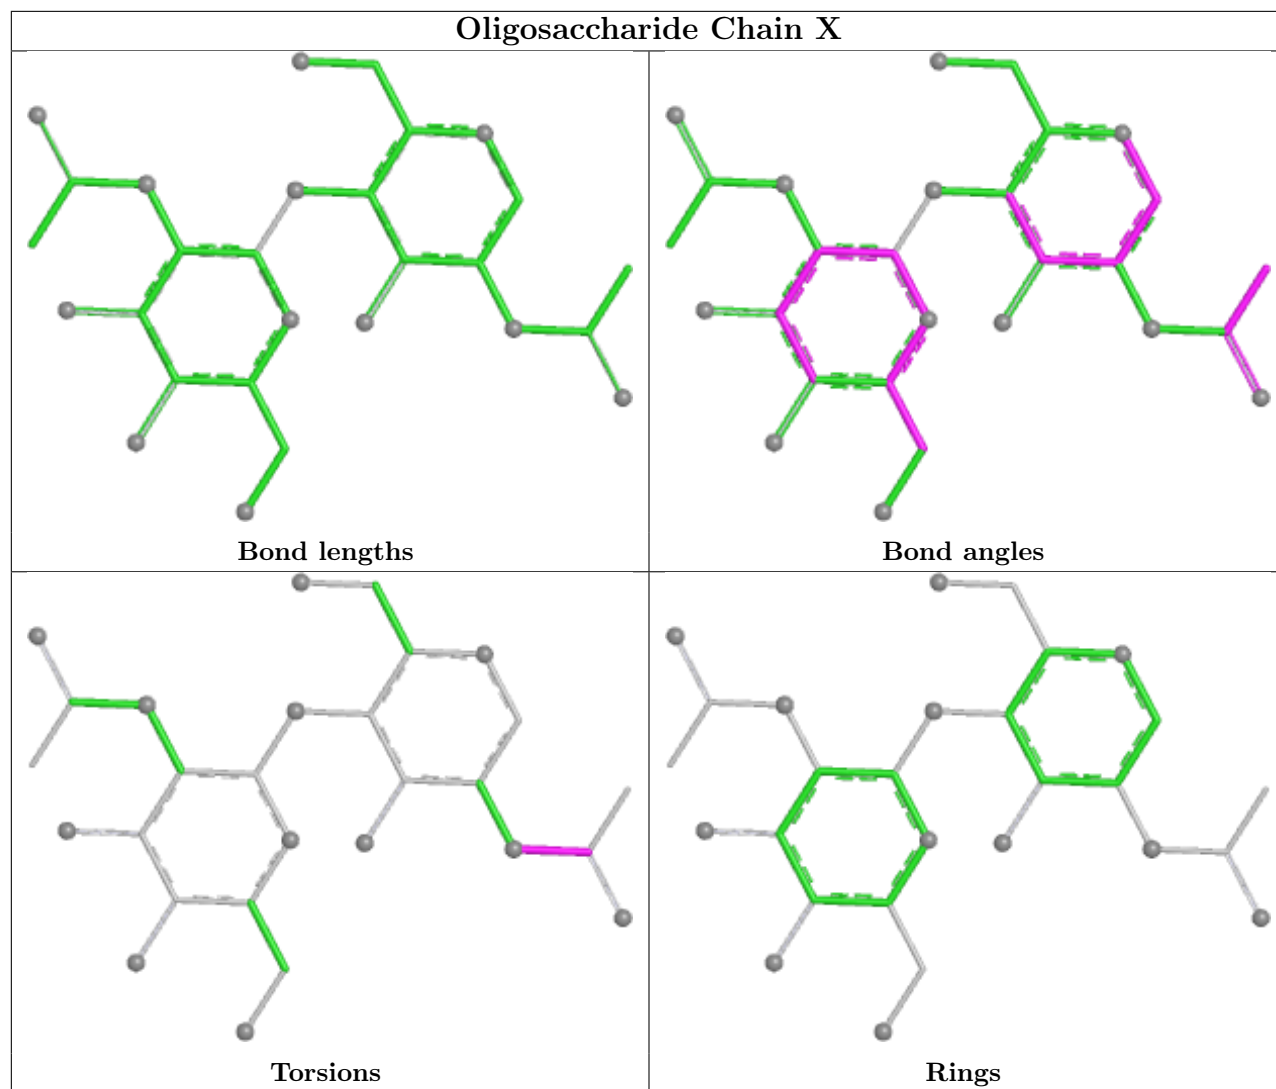 Oligosaccharide Chain X
Bond lengths
Bond angles
Torsions
Rings